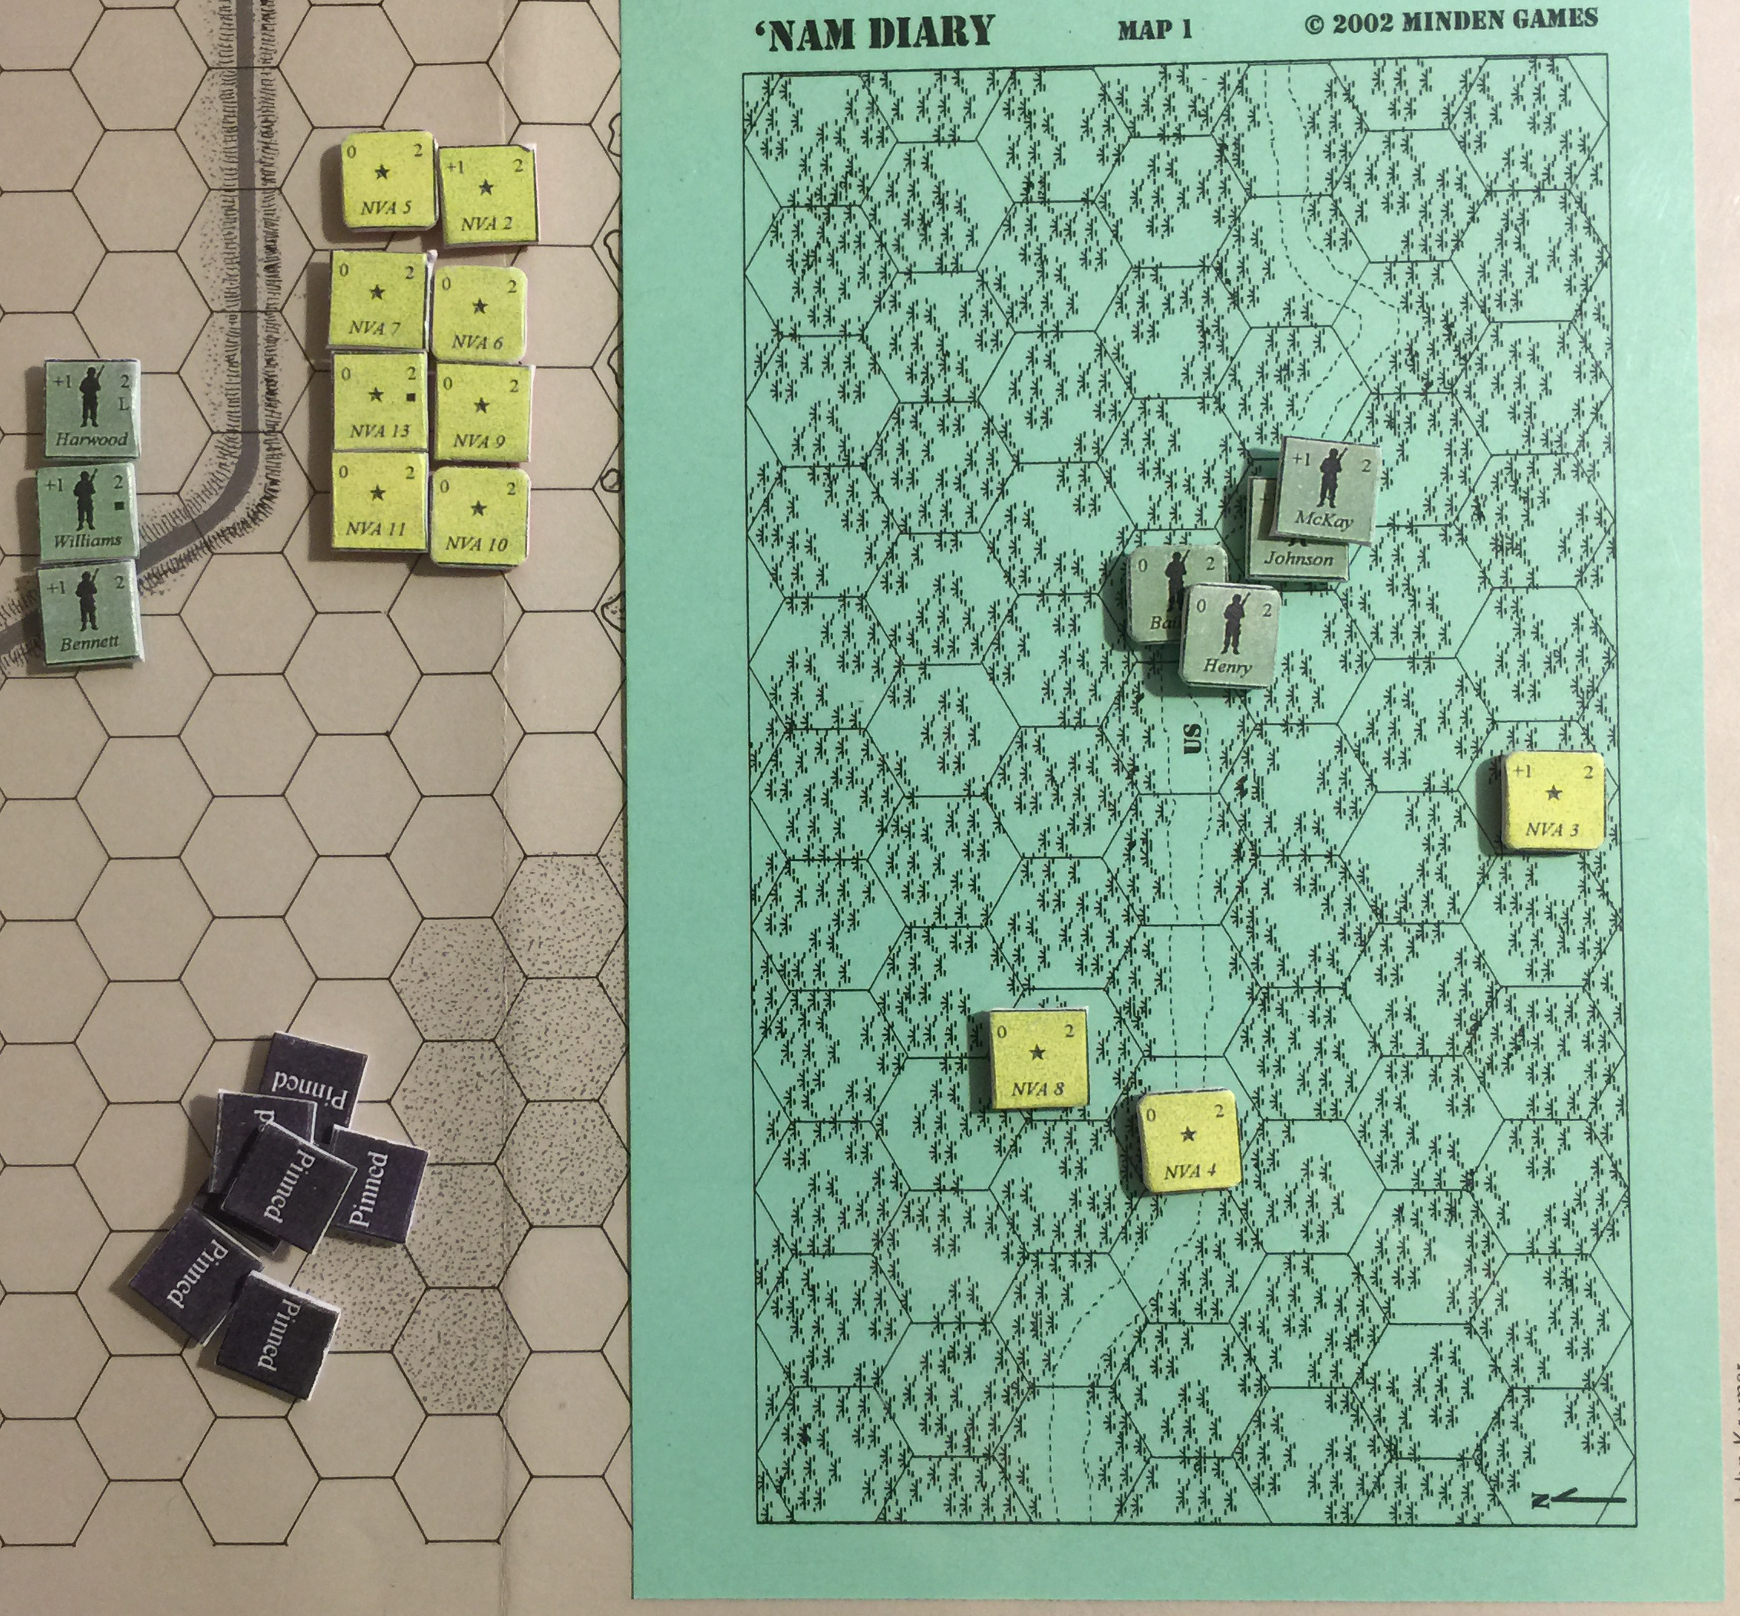 ‘NAM DIARY MAP 1 © 2002 MINDEN GAMES
0 2
NVA 5
+1 2
NVA 2
0 2
NVA 7
0 2
NVA 6
0 2
NVA 13
0 2
NVA 9
0 2
NVA 11
0 2
NVA 10
+1 2
L
Harwood
+1 2
Williams
+1 2
Bennett
+1 2
McKay
Johnson
0 2
0 2
Henry
US
+1 2
NVA 3
0 2
NVA 8
0 2
NVA 4
Pinned
Pinned
Pinned
Pinned
Pinned
N